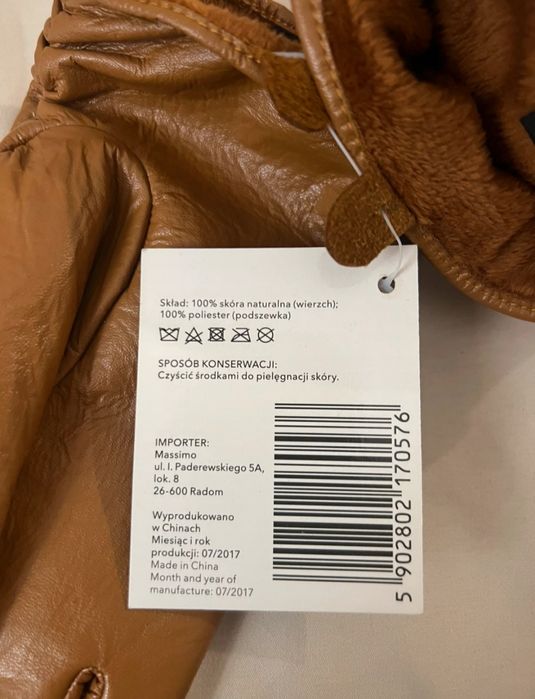 Skład: 100% skóra naturalna (wierzch);
100% poliester (podszewka)
SPOSÓB KONSERWACJI:
Czyścić środkami do pielęgnacji skóry.
IMPORTER:
Massimo
ul. I. Paderewskiego 5A,
lok. 8
26-600 Radom
Wyprodukowano
w Chinach
Miesiąc i rok
produkcji: 07/2017
Made in China
Month and year of
manufacture: 07/2017
5 902802 170576